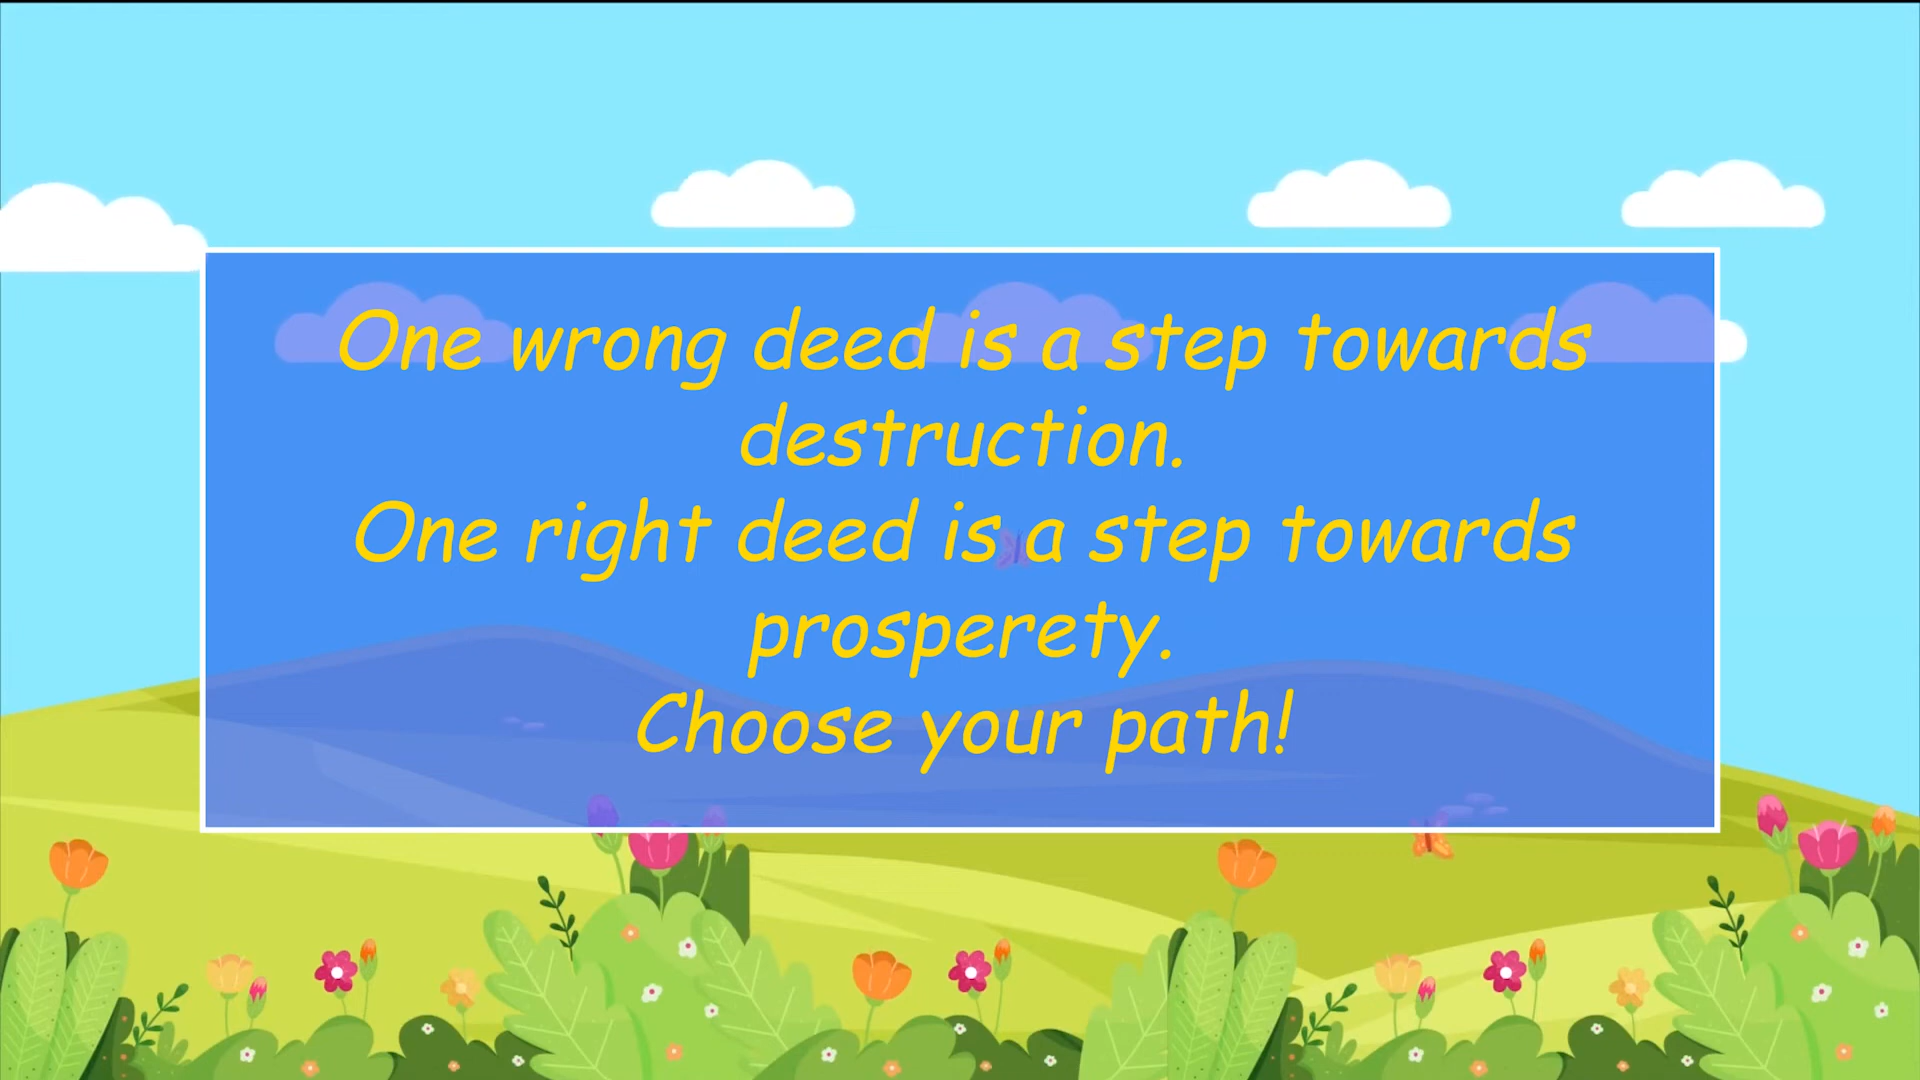 One wrong deed is a step towards
destruction.
One right deed is a step towards
prosperety.
Choose your path!